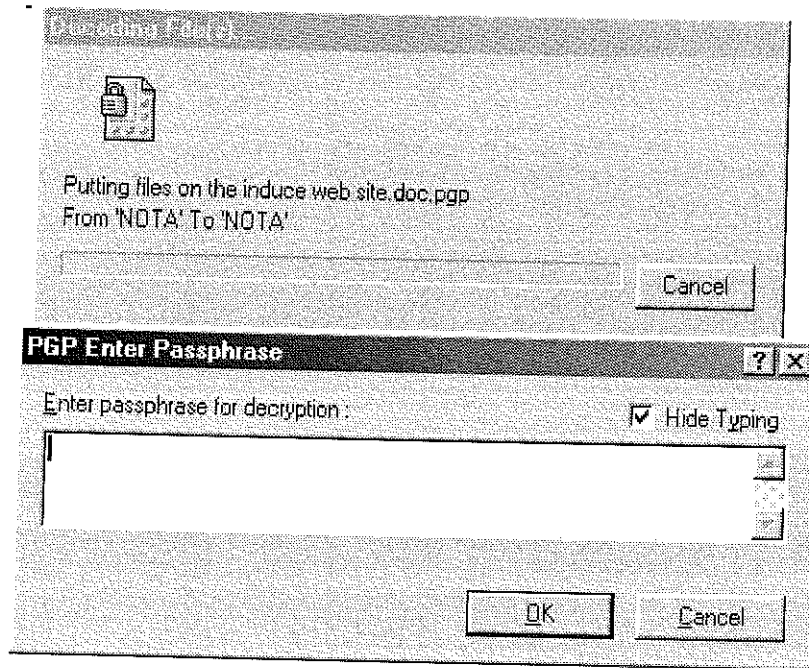 Decoding File(s)
Putting files on the induce web site.doc.pgp
From 'NOTA' To 'NOTA'
Cancel
PGP Enter Passphrase
? ×
Enter passphrase for decryption :
Hide Typing
OK
Cancel